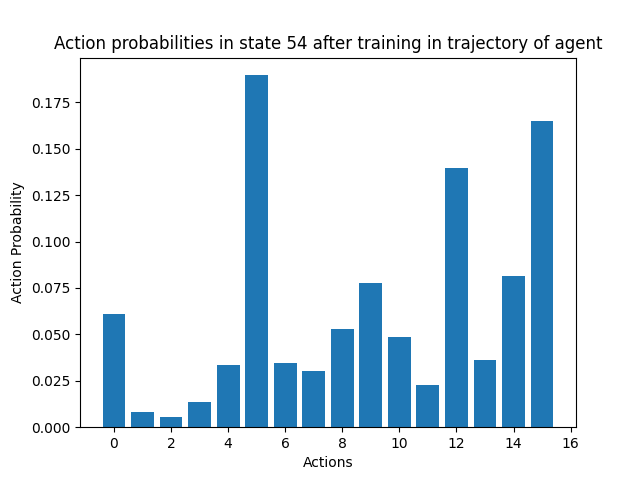 Action probabilities in state 54 after training in trajectory of agent
0.175
0.150
0.125
0.100
0.075
0.050
0.025
0.000
Action Probability
0 2 4 6 8 10 12 14 16
Actions